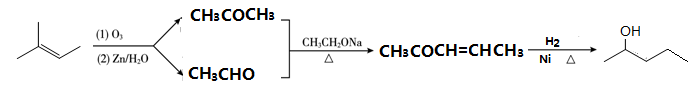 (1) O₃
(2) Zn/H₂O
CH₃COCH₃
CH₃CHO
CH₃CH₂ONa
△
CH₃COCH=CHCH₃
H₂
Ni △
OH